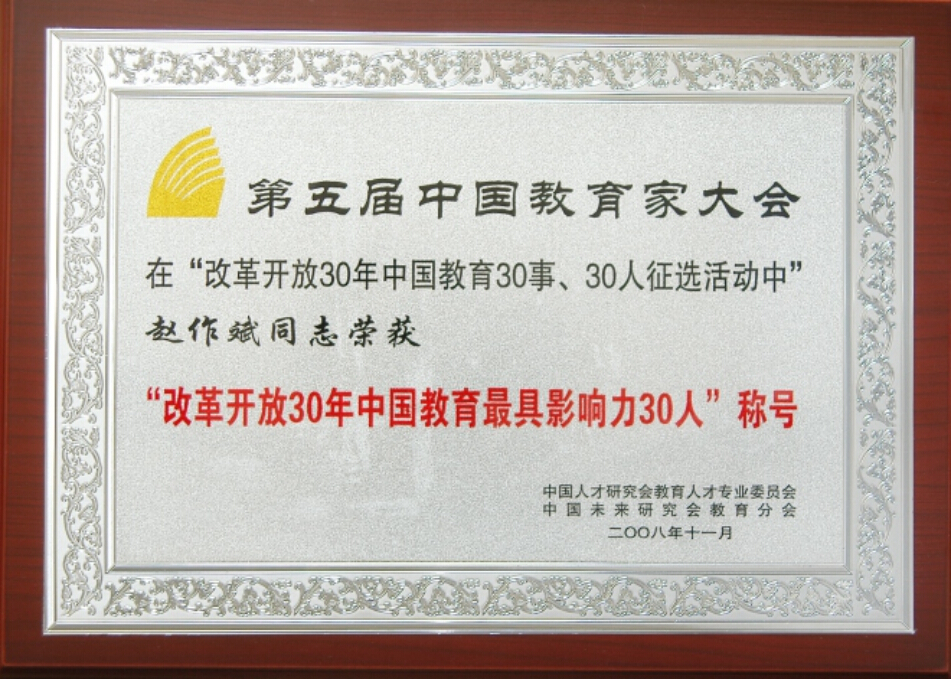 第五届中国教育家大会
在“改革开放30年中国教育30事、30人征选活动中”
赵作斌同志荣获
“改革开放30年中国教育最具影响力30人”称号
中国人才研究会教育人才专业委员会
中国未来研究会教育分会
二〇〇八年十一月